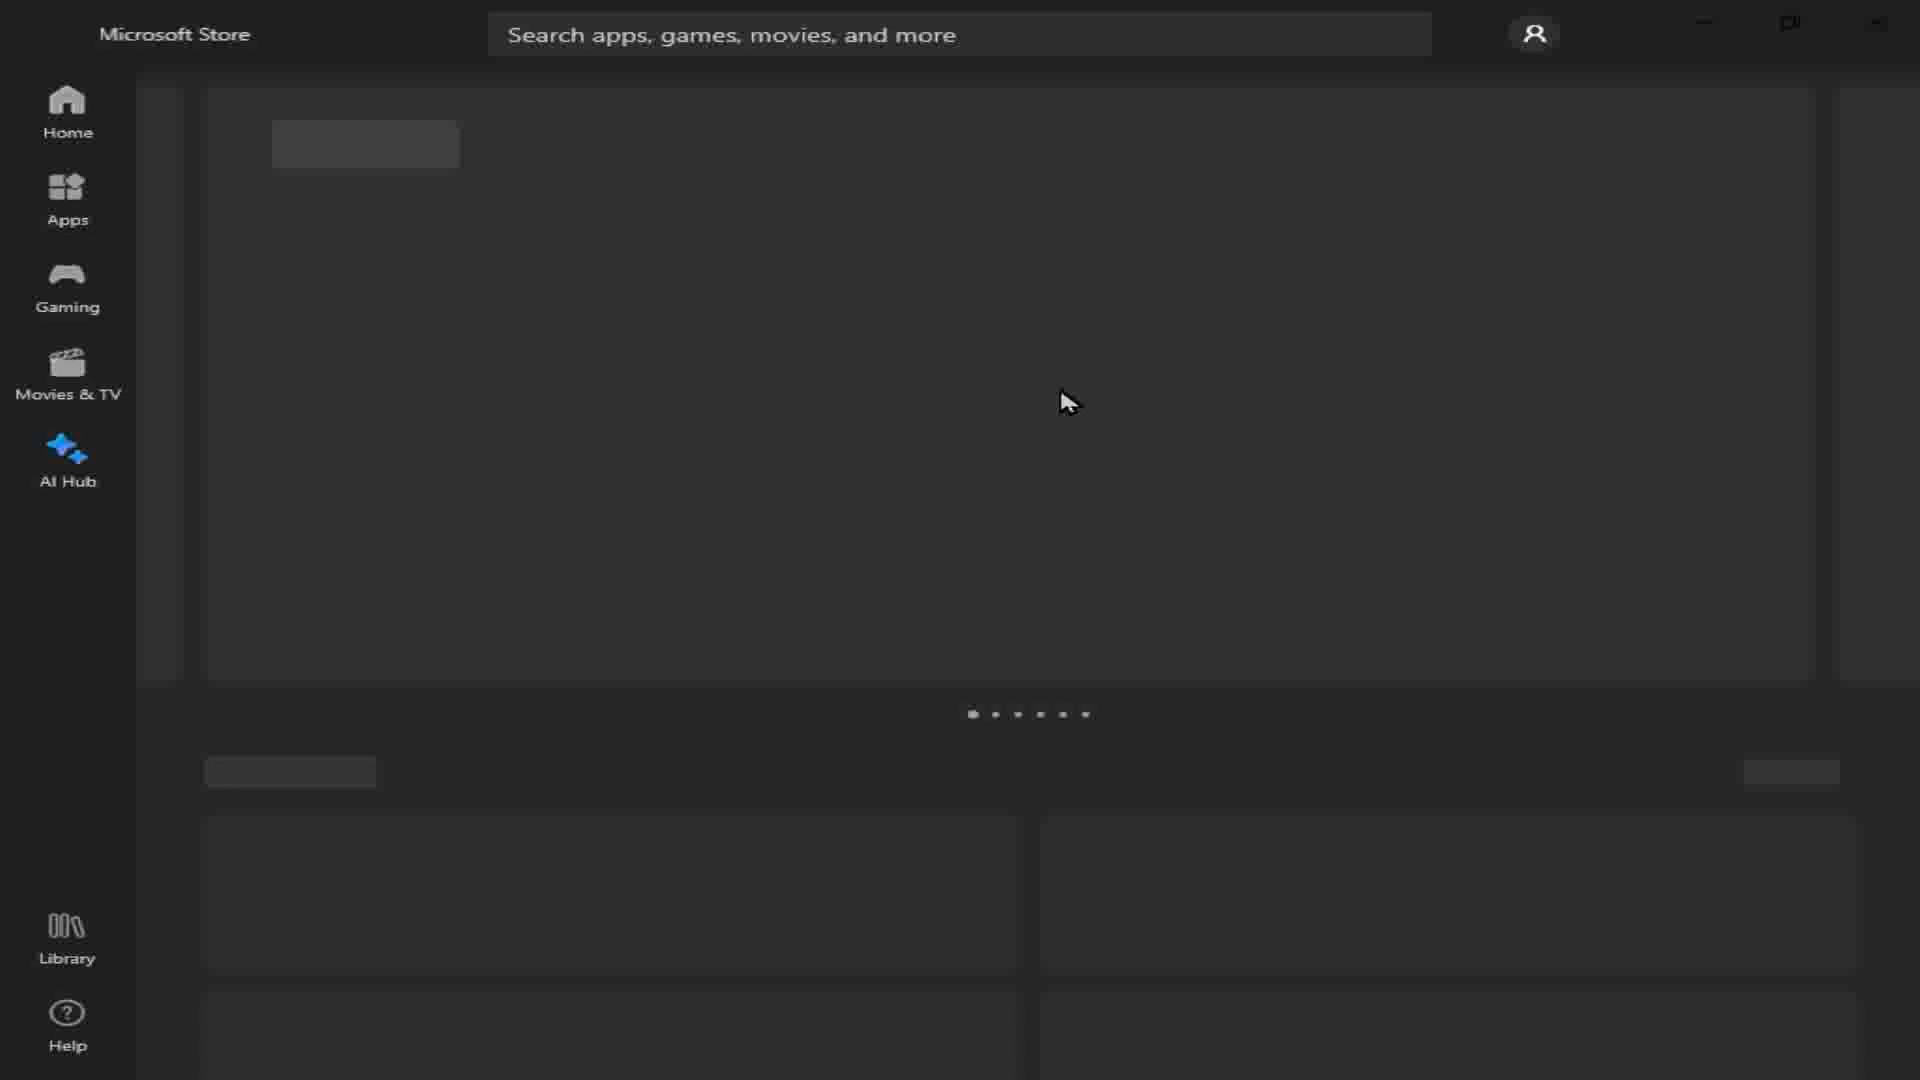 Microsoft Store
Search apps, games, movies, and more
Home
Apps
Gaming
Movies & TV
AI Hub
Library
Help